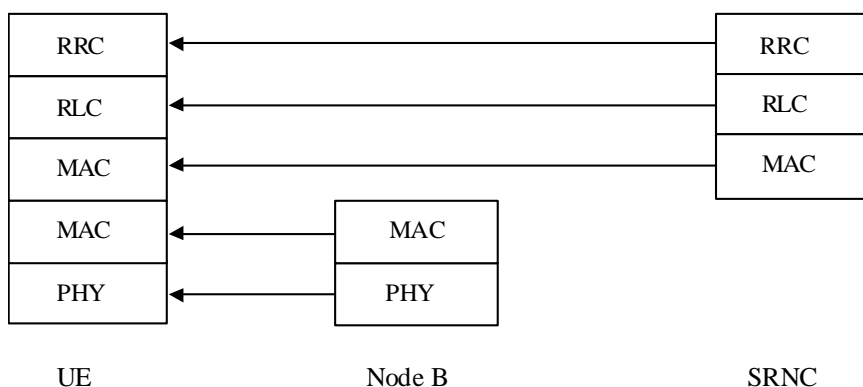 RRC RRC
RLC RLC
MAC MAC
MAC MAC
PHY PHY
UE Node B SRNC